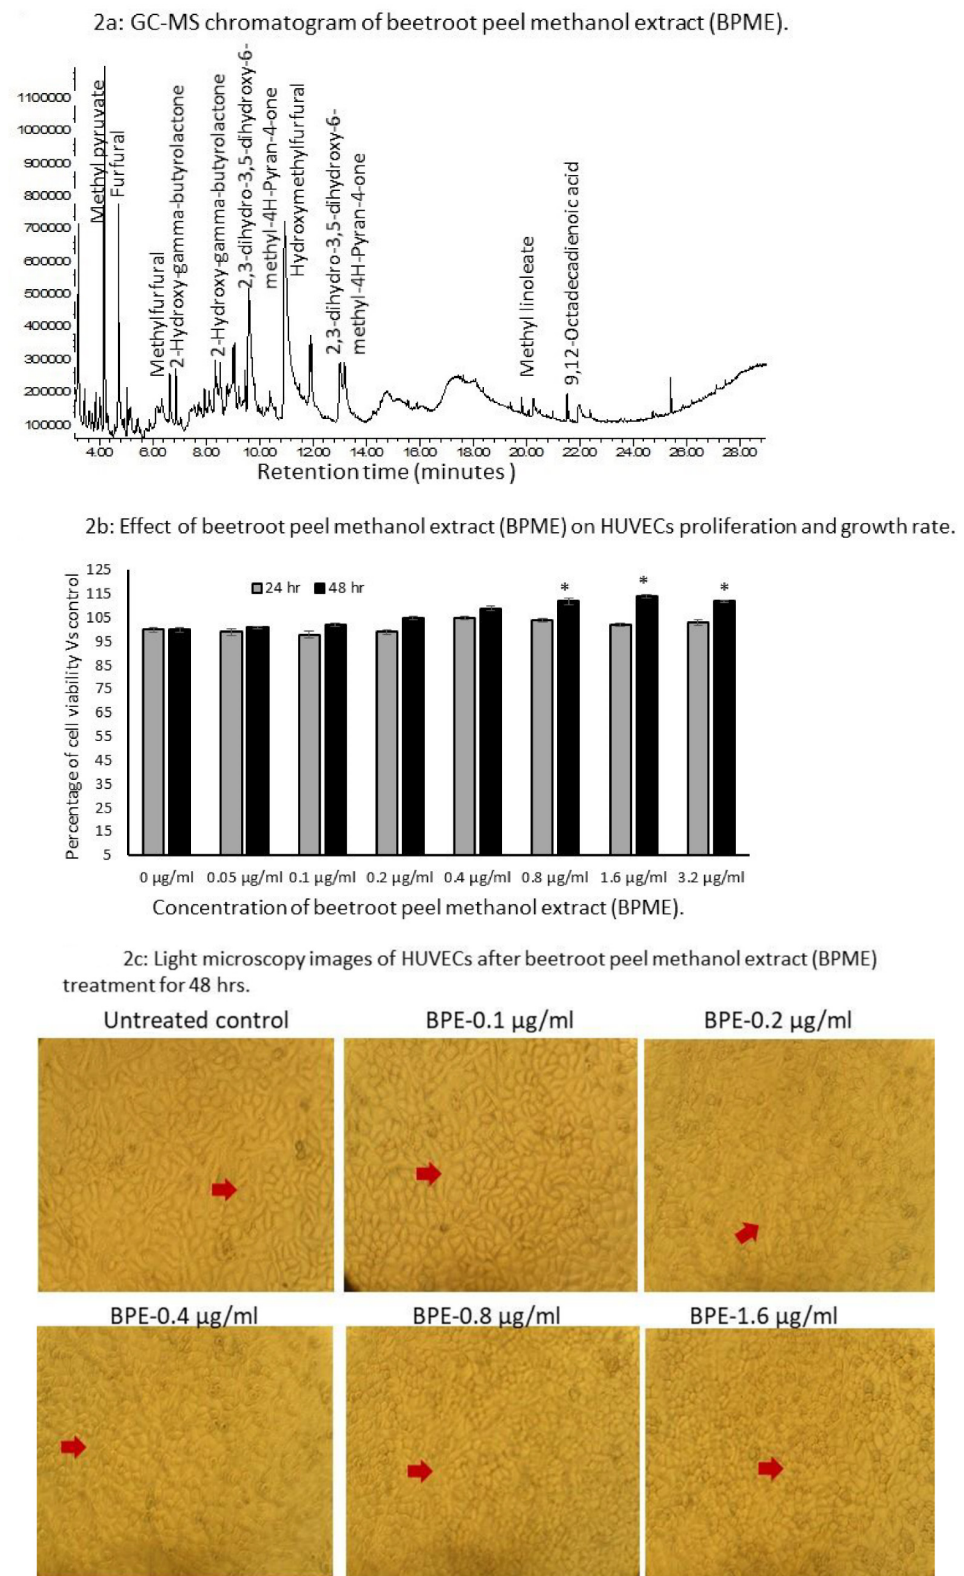 2a: GC-MS chromatogram of beetroot peel methanol extract (BPME).
1100000
1000000
900000
800000
700000
600000
500000
400000
300000
200000
100000
Methyl pyruvate
Furfural
Methylfurfural
2-Hydroxy-gamma-butyrolactone
2-Hydroxy-gamma-butyrolactone
2,3-dihydro-3,5-dihydroxy-6-
methyl-4H-Pyran-4-one
Hydroxymethylfurfural
2,3-dihydro-3,5-dihydroxy-6-
methyl-4H-Pyran-4-one
Methyl linoleate
9,12-Octadecadienoic acid
4.00 6.00 8.00 10.00 12.00 14.00 16.00 18.00 20.00 22.00 24.00 26.00 28.00
Retention time (minutes )
2b: Effect of beetroot peel methanol extract (BPME) on HUVECs proliferation and growth rate.
Percentage of cell viability Vs control
125
115
105
95
85
75
65
55
45
35
25
15
5
24 hr 48 hr
* * *
0 µg/ml 0.05 µg/ml 0.1 µg/ml 0.2 µg/ml 0.4 µg/ml 0.8 µg/ml 1.6 µg/ml 3.2 µg/ml
Concentration of beetroot peel methanol extract (BPME).
2c: Light microscopy images of HUVECs after beetroot peel methanol extract (BPME)
treatment for 48 hrs.
Untreated control BPE-0.1 µg/ml BPE-0.2 µg/ml
BPE-0.4 µg/ml BPE-0.8 µg/ml BPE-1.6 µg/ml